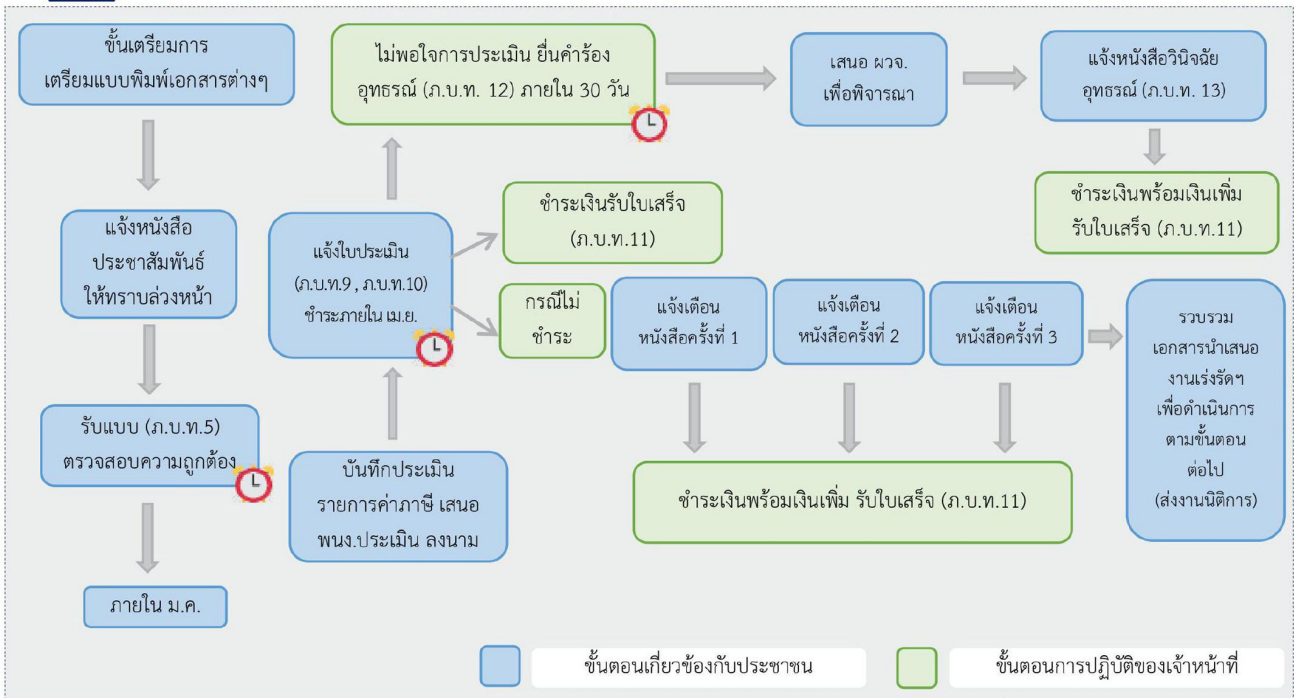 ขั้นเตรียมการ
เตรียมแบบพิมพ์เอกสารต่างๆ
แจ้งหนังสือ
ประชาสัมพันธ์
ให้ทราบล่วงหน้า
รับแบบ (ภ.บ.ท.5)
ตรวจสอบความถูกต้อง
ภายใน ม.ค.
บันทึกประเมิน
รายการค่าภาษี เสนอ
พนง.ประเมิน ลงนาม
แจ้งใบประเมิน
(ภ.บ.ท.9 , ภ.บ.ท.10)
ชำระภายใน เม.ย.
ไม่พอใจการประเมิน ยื่นคำร้อง
อุทธรณ์ (ภ.บ.ท. 12) ภายใน 30 วัน
เสนอ ผวจ.
เพื่อพิจารณา
แจ้งหนังสือวินิจฉัย
อุทธรณ์ (ภ.บ.ท. 13)
ชำระเงินพร้อมเงินเพิ่ม
รับใบเสร็จ (ภ.บ.ท.11)
ชำระเงินรับใบเสร็จ
(ภ.บ.ท.11)
กรณีไม่
ชำระ
แจ้งเตือน
หนังสือครั้งที่ 1
แจ้งเตือน
หนังสือครั้งที่ 2
แจ้งเตือน
หนังสือครั้งที่ 3
รวบรวม
เอกสารนำเสนอ
งานเร่งรัดฯ
เพื่อดำเนินการ
ตามขั้นตอน
ต่อไป
(ส่งงานนิติการ)
ชำระเงินพร้อมเงินเพิ่ม รับใบเสร็จ (ภ.บ.ท.11)
ขั้นตอนเกี่ยวข้องกับประชาชน
ขั้นตอนการปฏิบัติของเจ้าหน้าที่